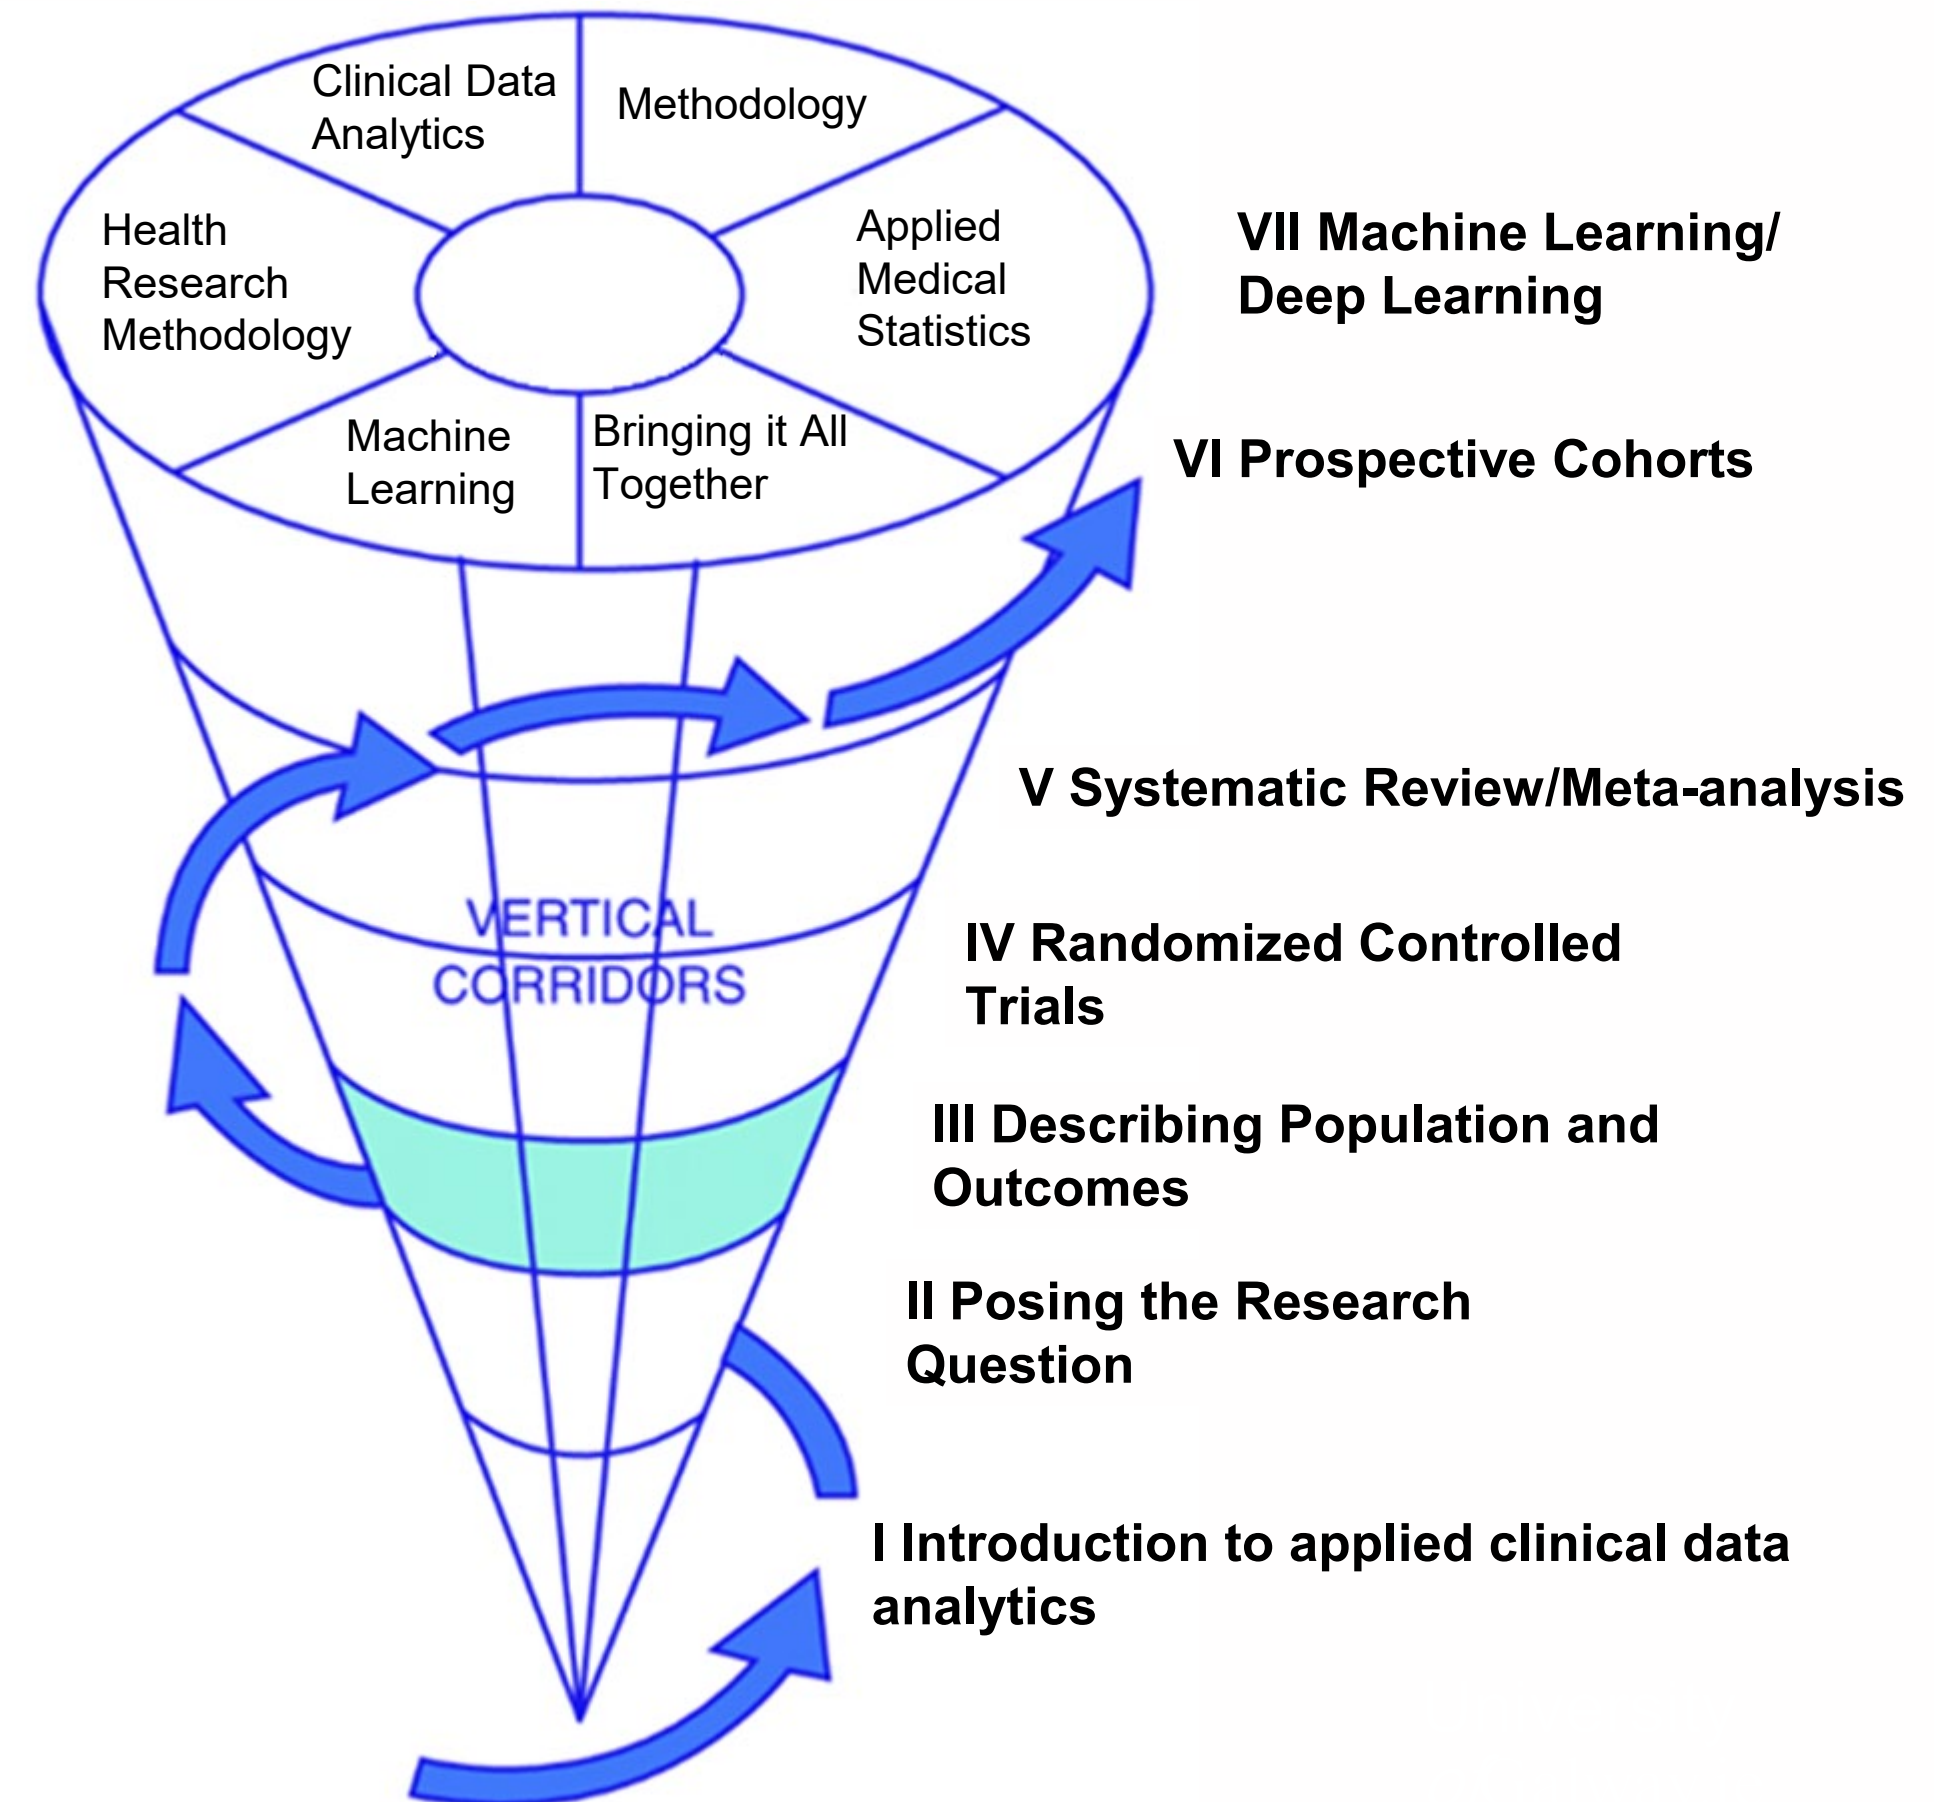 Clinical Data
Analytics
Methodology
Health
Research
Methodology
Applied
Medical
Statistics
Machine
Learning
Bringing it All
Together
VII Machine Learning/
Deep Learning
VI Prospective Cohorts
V Systematic Review/Meta-analysis
VERTICAL
CORRIDORS
IV Randomized Controlled
Trials
III Describing Population and
Outcomes
II Posing the Research
Question
I Introduction to applied clinical data
analytics